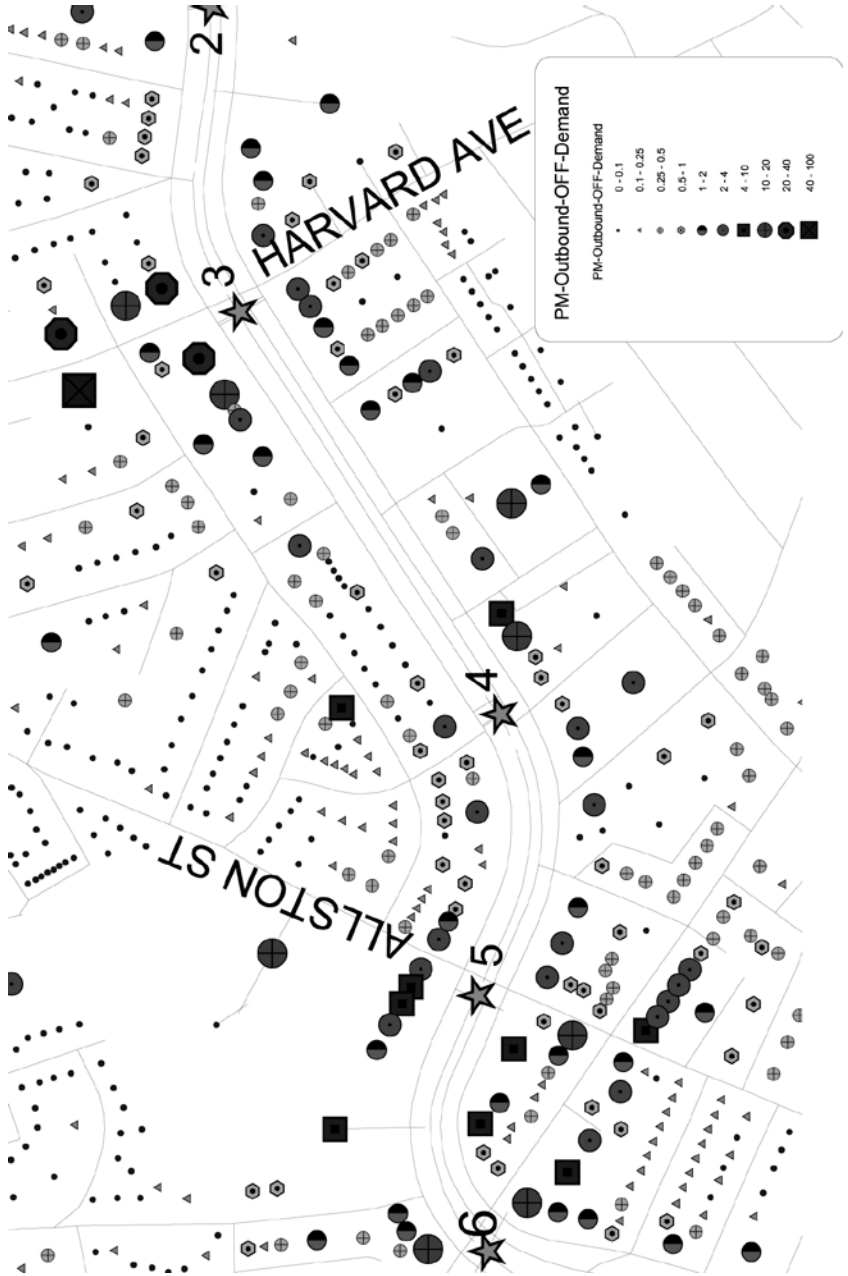 2
HARVARD AVE
3
4
ALLSTON ST
5
6
PM-Outbound-OFF-Demand
PM-Outbound-OFF-Demand
0 - 0.1
0.1 - 0.25
0.25 - 0.5
0.5 - 1
1 - 2
2 - 4
4 - 10
10 - 20
20 - 40
40 - 100